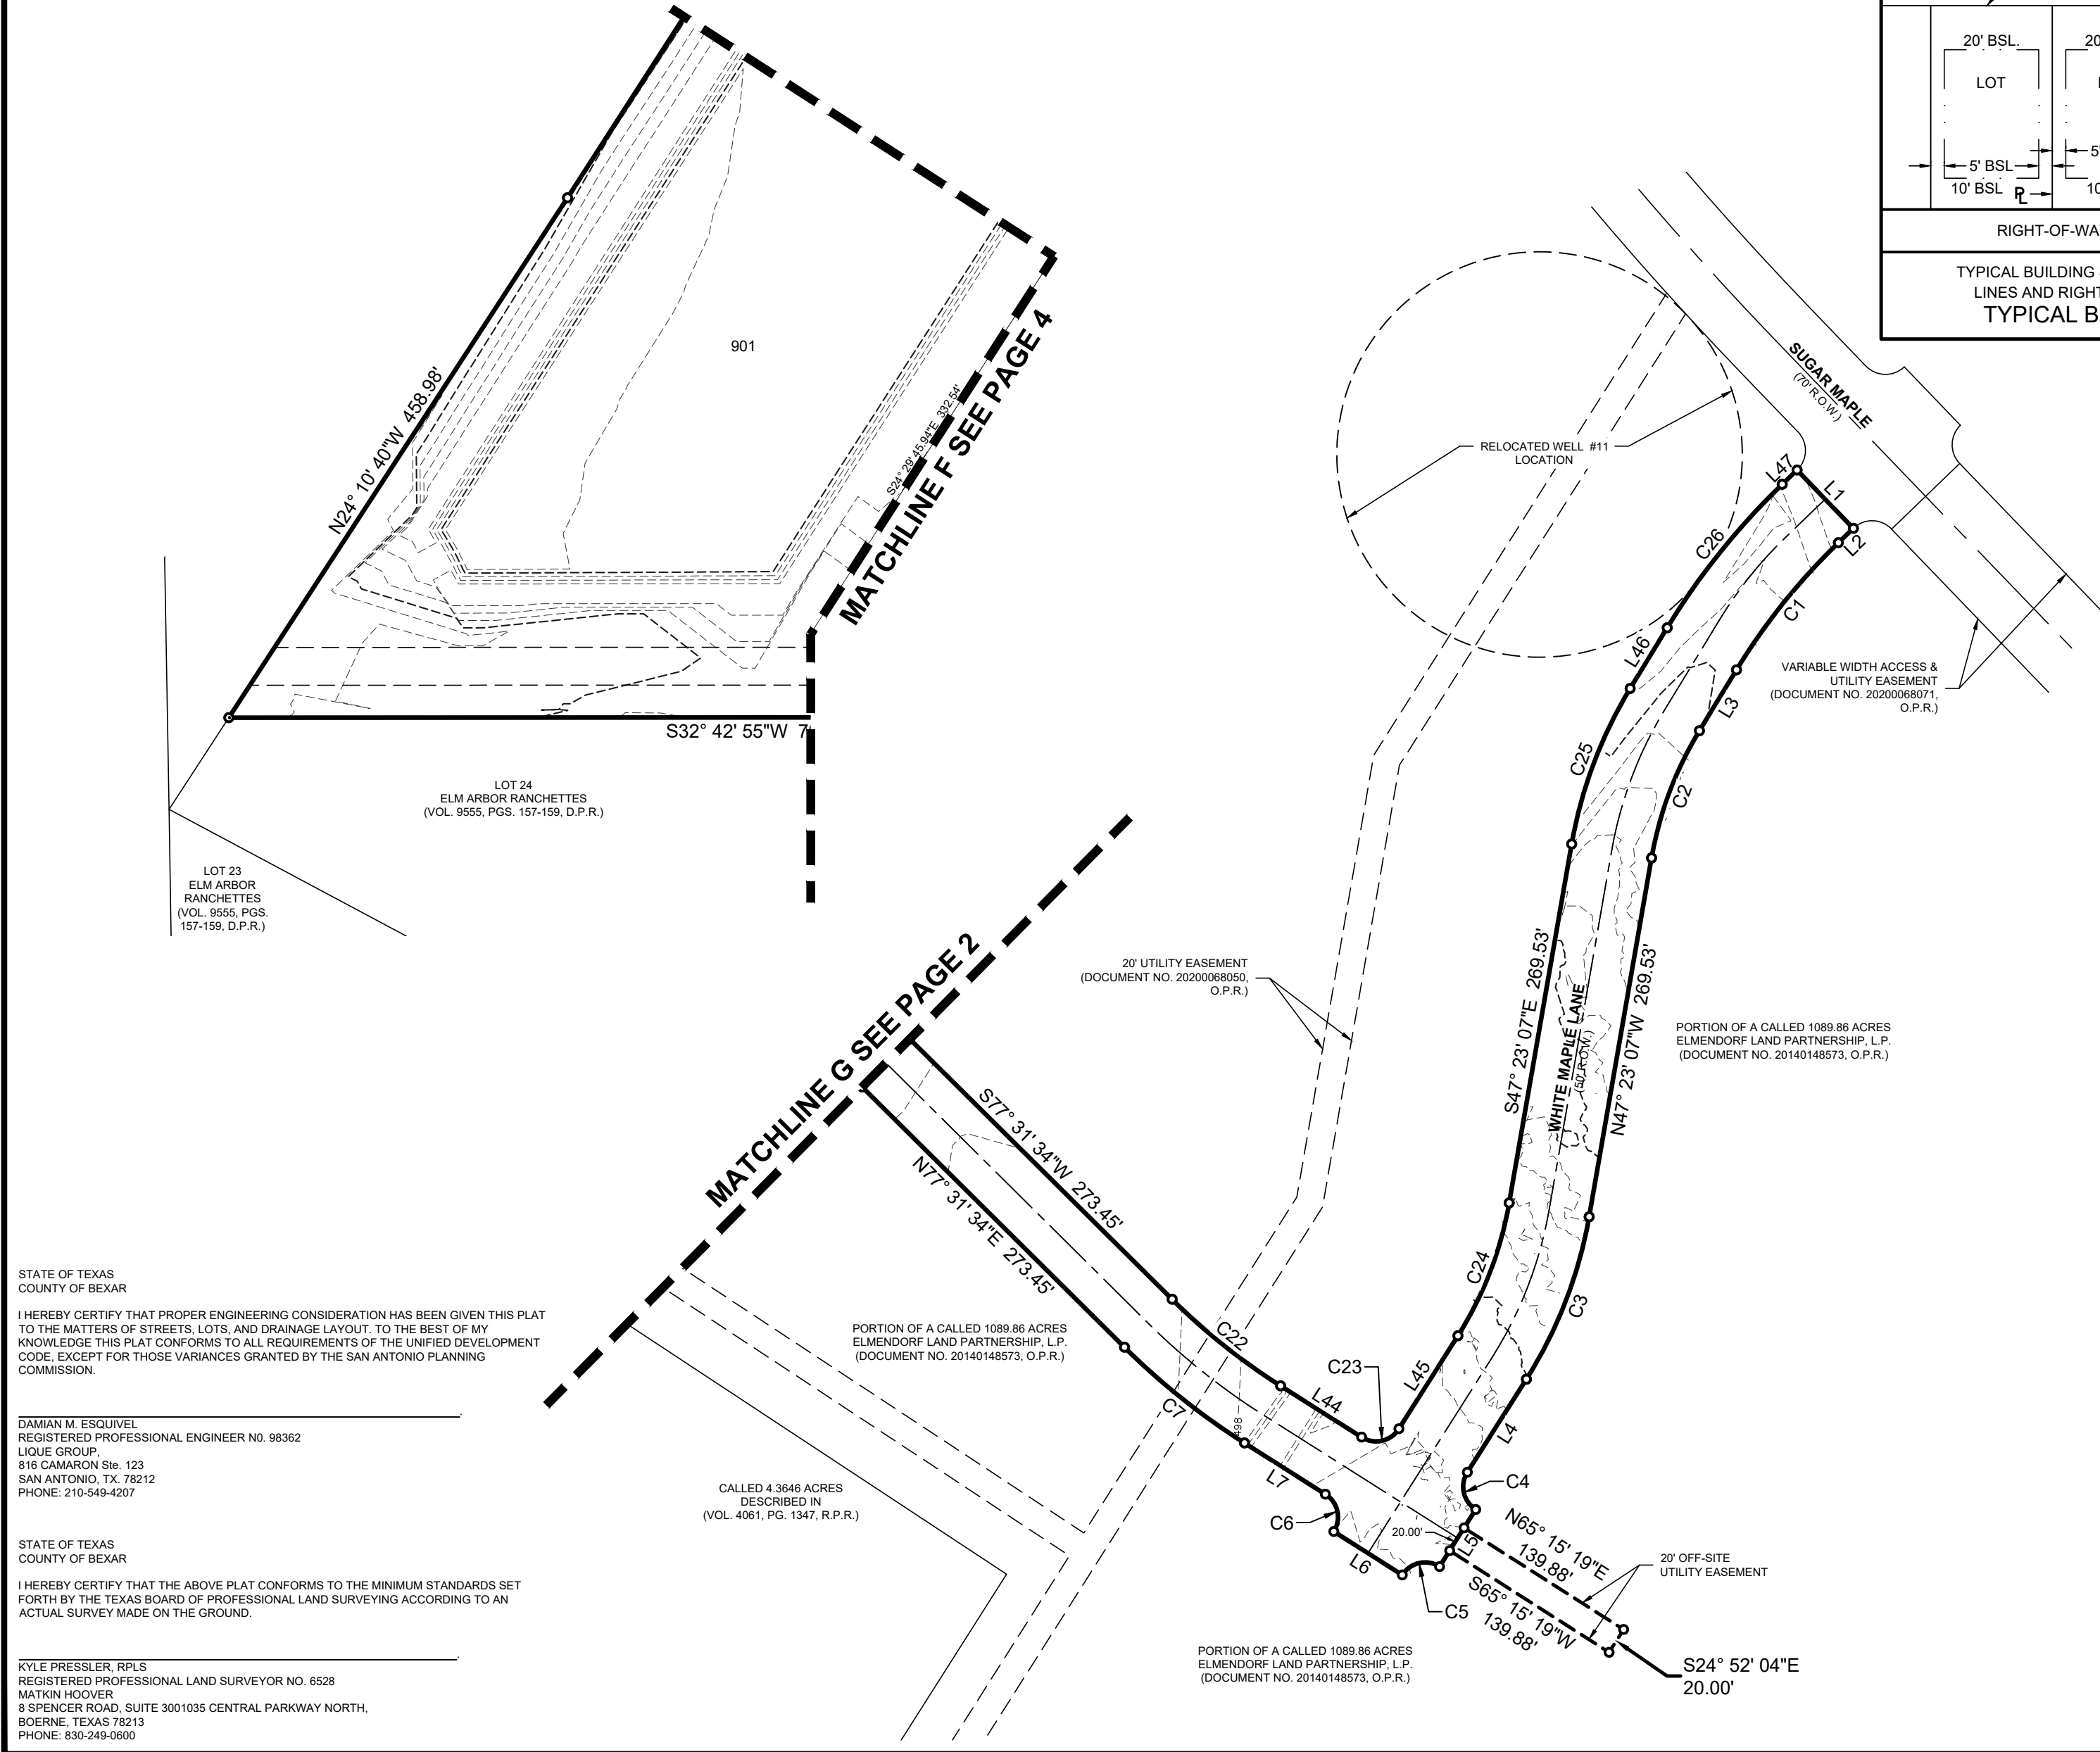 20' BSL.
LOT
5' BSL
10' BSL
PL
20
5'
10
RIGHT-OF-WA
TYPICAL BUILDING
LINES AND RIGHT
TYPICAL B
901
N24° 10' 40"W 458.98'
S24° 29' 45.94"E 332.54'
MATCHLINE F SEE PAGE 4
S32° 42' 55"W 7
LOT 24
ELM ARBOR RANCHETTES
(VOL. 9555, PGS. 157-159, D.P.R.)
LOT 23
ELM ARBOR
RANCHETTES
(VOL. 9555, PGS.
157-159, D.P.R.)
SUGAR MAPLE
(70' R.O.W.)
RELOCATED WELL #11
LOCATION
L47
L1
L2
C26
C1
L46
L3
VARIABLE WIDTH ACCESS &
UTILITY EASEMENT
(DOCUMENT NO. 20200068071,
O.P.R.)
C25
C2
MATCHLINE G SEE PAGE 2
20' UTILITY EASEMENT
(DOCUMENT NO. 20200068050,
O.P.R.)
S47° 23' 07"E 269.53'
WHITE MAPLE LANE
(50' R.O.W.)
N47° 23' 07"W 269.53'
PORTION OF A CALLED 1089.86 ACRES
ELMENDORF LAND PARTNERSHIP, L.P.
(DOCUMENT NO. 20140148573, O.P.R.)
S77° 31' 34"W 273.45'
N77° 31' 34"E 273.45'
C24
C3
C22
C23
L45
L44
C7
498
L4
L7
C4
C6
20.00'
L5
L6
C5
N65° 15' 19"E
139.88'
S65° 15' 19"W
139.88'
20' OFF-SITE
UTILITY EASEMENT
S24° 52' 04"E
20.00'
PORTION OF A CALLED 1089.86 ACRES
ELMENDORF LAND PARTNERSHIP, L.P.
(DOCUMENT NO. 20140148573, O.P.R.)
CALLED 4.3646 ACRES
DESCRIBED IN
(VOL. 4061, PG. 1347, R.P.R.)
PORTION OF A CALLED 1089.86 ACRES
ELMENDORF LAND PARTNERSHIP, L.P.
(DOCUMENT NO. 20140148573, O.P.R.)
STATE OF TEXAS
COUNTY OF BEXAR
I HEREBY CERTIFY THAT PROPER ENGINEERING CONSIDERATION HAS BEEN GIVEN THIS PLAT
TO THE MATTERS OF STREETS, LOTS, AND DRAINAGE LAYOUT. TO THE BEST OF MY
KNOWLEDGE THIS PLAT CONFORMS TO ALL REQUIREMENTS OF THE UNIFIED DEVELOPMENT
CODE, EXCEPT FOR THOSE VARIANCES GRANTED BY THE SAN ANTONIO PLANNING
COMMISSION.
DAMIAN M. ESQUIVEL
REGISTERED PROFESSIONAL ENGINEER N0. 98362
LIQUE GROUP,
816 CAMARON Ste. 123
SAN ANTONIO, TX. 78212
PHONE: 210-549-4207
STATE OF TEXAS
COUNTY OF BEXAR
I HEREBY CERTIFY THAT THE ABOVE PLAT CONFORMS TO THE MINIMUM STANDARDS SET
FORTH BY THE TEXAS BOARD OF PROFESSIONAL LAND SURVEYING ACCORDING TO AN
ACTUAL SURVEY MADE ON THE GROUND.
KYLE PRESSLER, RPLS
REGISTERED PROFESSIONAL LAND SURVEYOR NO. 6528
MATKIN HOOVER
8 SPENCER ROAD, SUITE 3001035 CENTRAL PARKWAY NORTH,
BOERNE, TEXAS 78213
PHONE: 830-249-0600